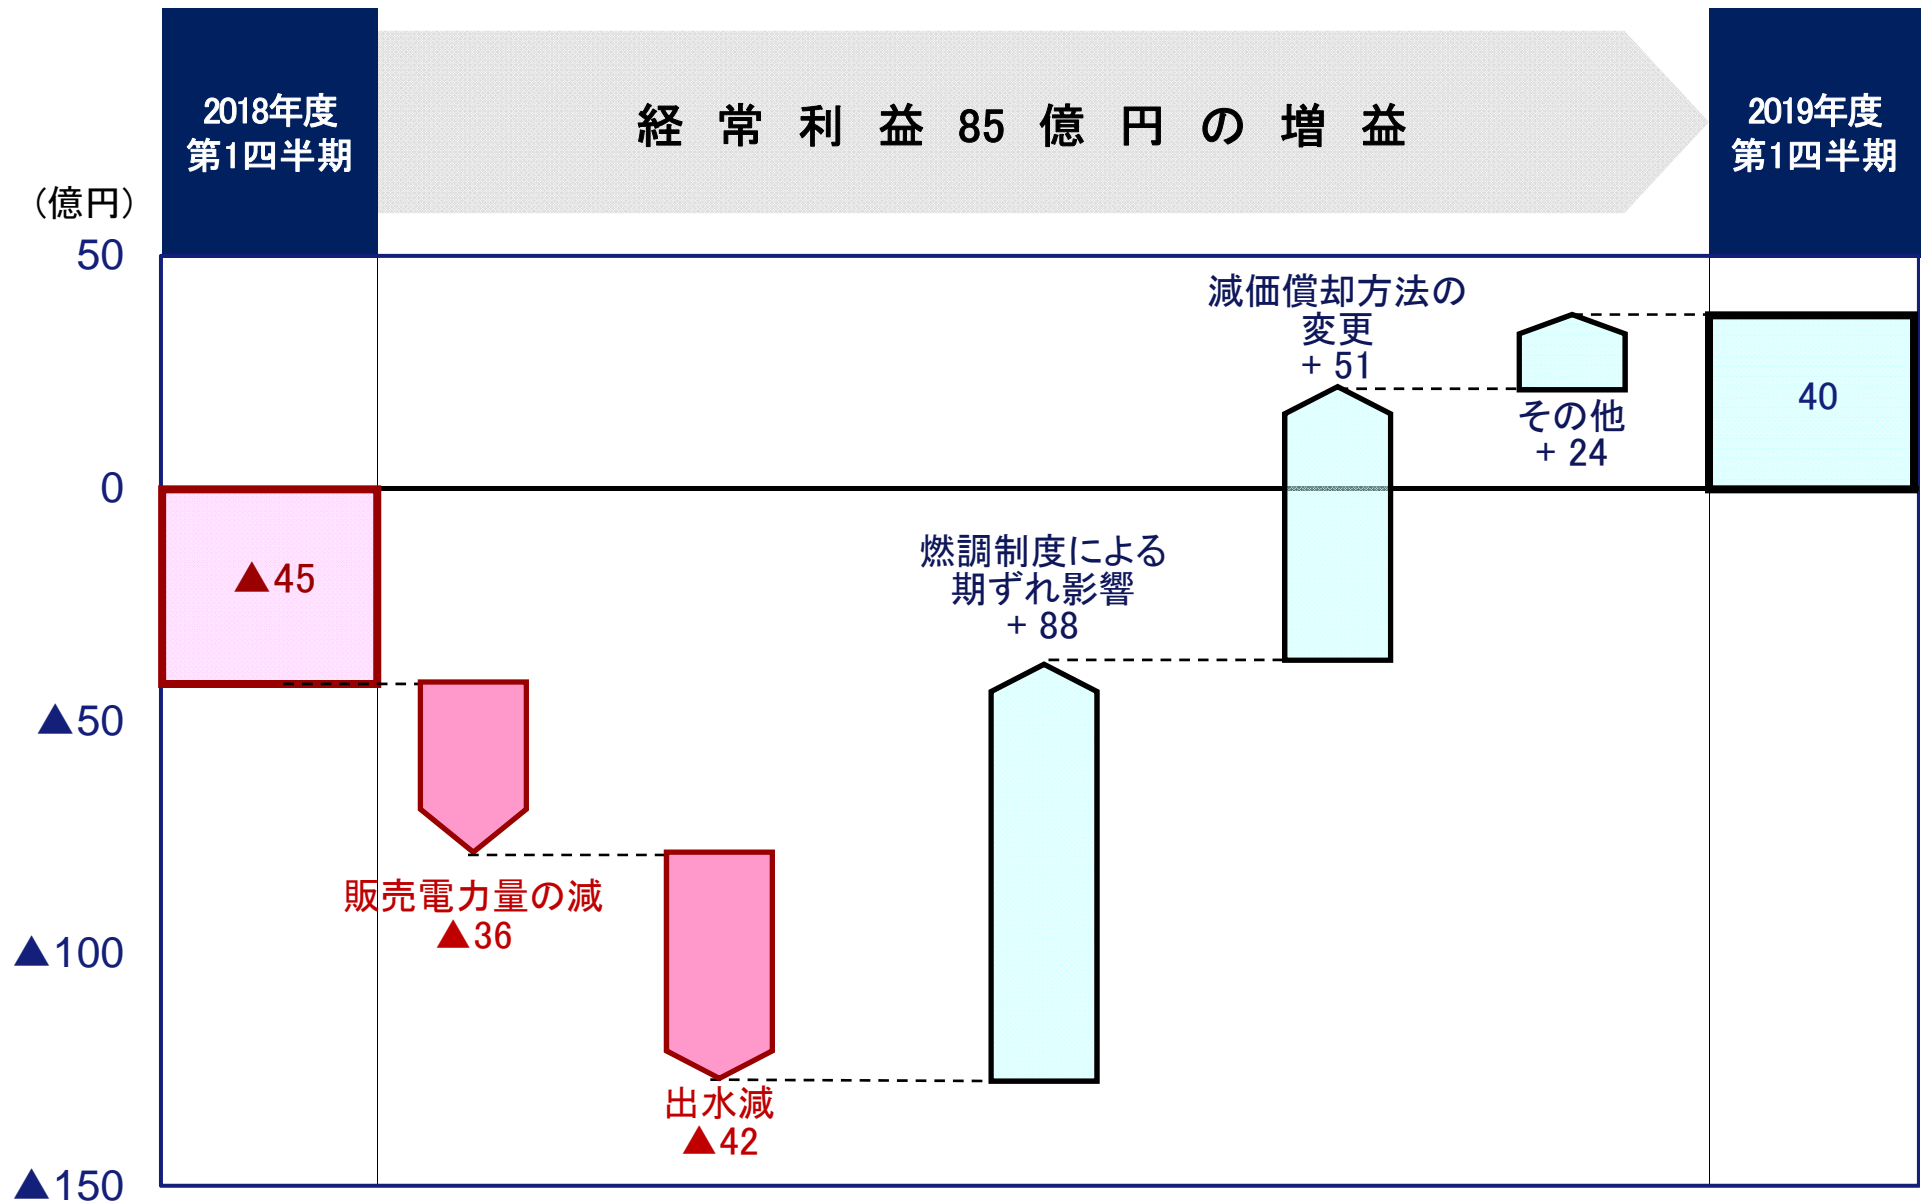 2018年度
第1四半期
経常利益85億円の増益
2019年度
第1四半期
(億円)
50
0
▲50
▲100
▲150
▲45
販売電力量の減
▲36
出水減
▲42
燃調制度による
期ずれ影響
+ 88
減価償却方法の
変更
+ 51
その他
+ 24
40